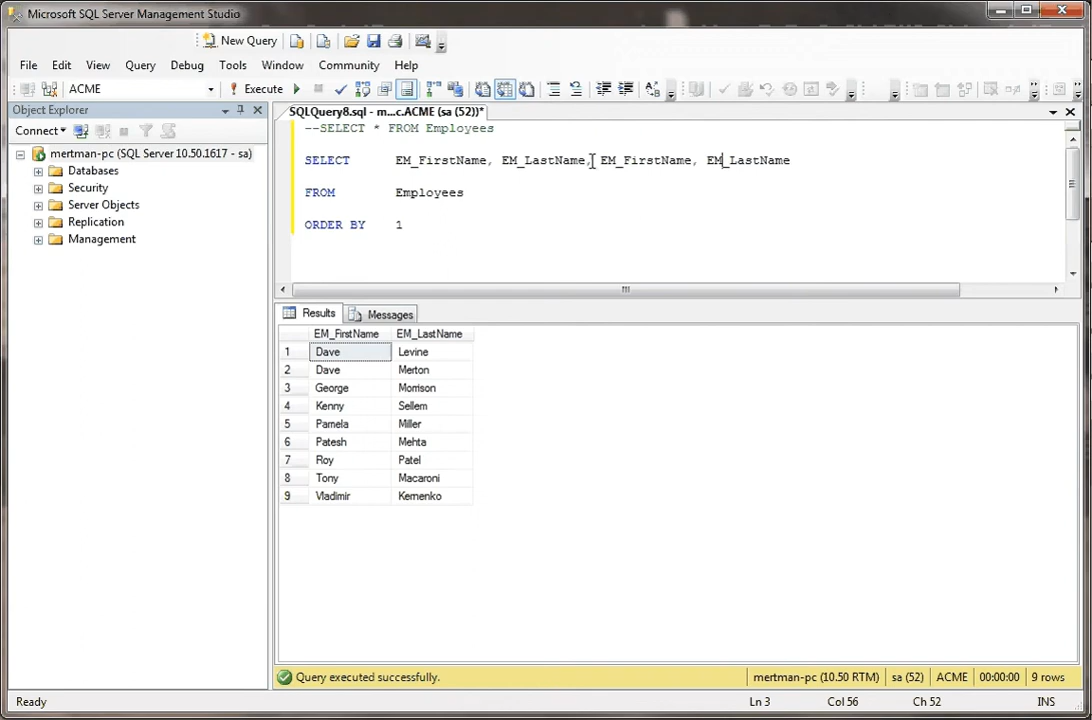 Microsoft SQL Server Management Studio
New Query
File Edit View Query Debug Tools Window Community Help
ACME
Execute
Object Explorer
Connect
mertman-pc (SQL Server 10.50.1617 - sa)
Databases
Security
Server Objects
Replication
Management
SQLQuery8.sql - m...c.ACME (sa (52))*
--SELECT * FROM Employees
SELECT EM_FirstName, EM_LastName, EM_FirstName, EM_LastName
FROM Employees
ORDER BY 1
Results Messages
EM_FirstName EM_LastName
1 Dave Levine
2 Dave Merton
3 George Morrison
4 Kenny Sellem
5 Pamela Miller
6 Patesh Mehta
7 Roy Patel
8 Tony Macaroni
9 Vladimir Kemenko
Query executed successfully. mertman-pc (10.50 RTM) sa (52) ACME 00:00:00 9 rows
Ready Ln 3 Col 56 Ch 52 INS